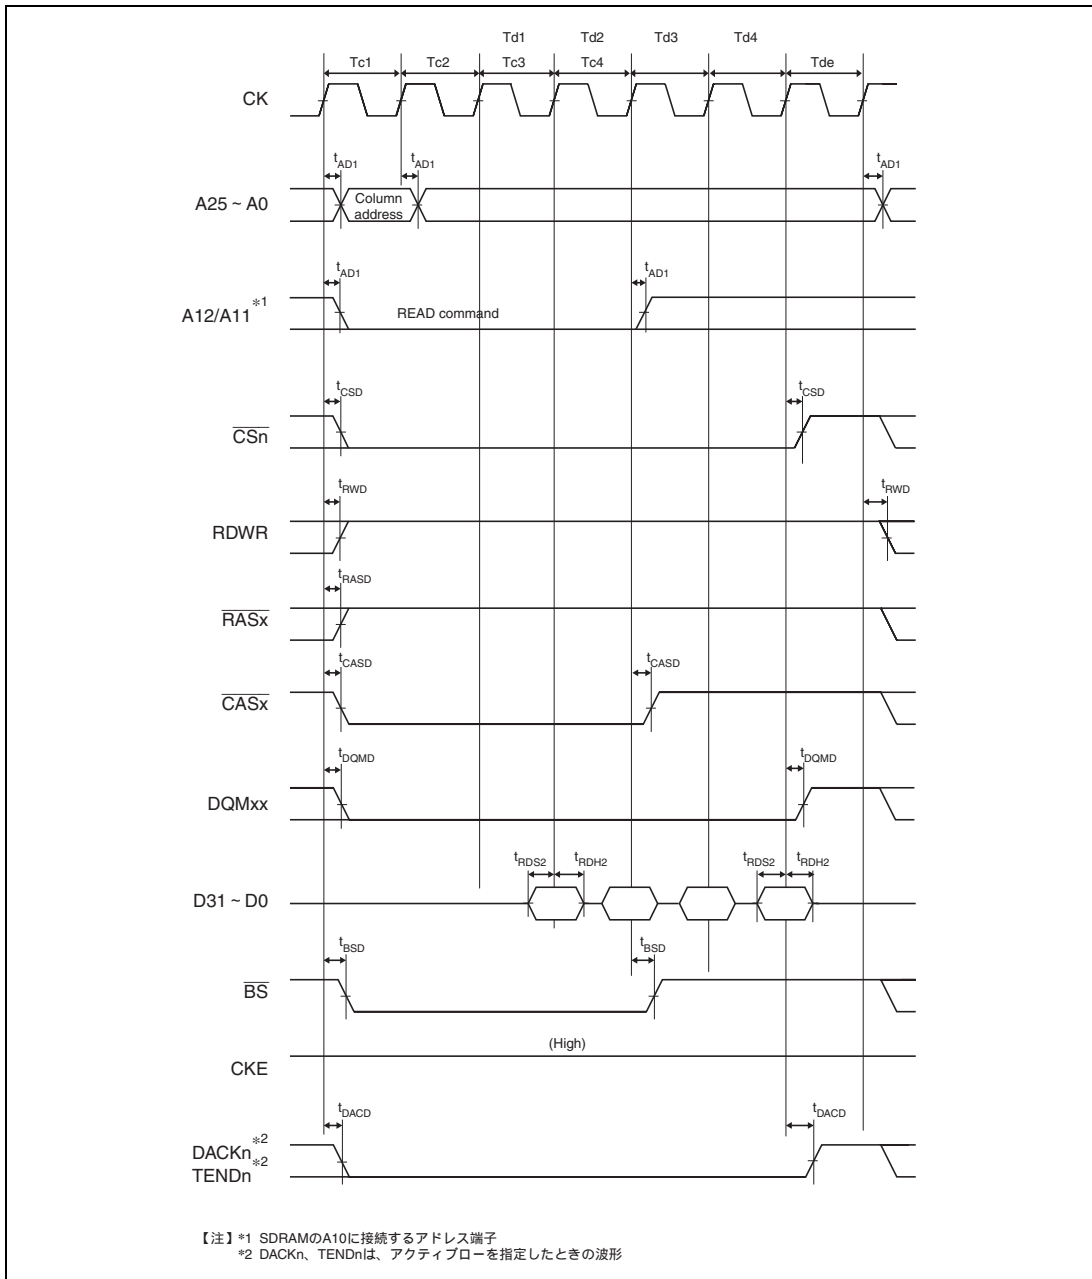 Td1 Td2 Td3 Td4
Tc1 Tc2 Tc3 Tc4 Tde
CK
tAD1 tAD1 tAD1
A25 ~ A0
Column
address
tAD1 tAD1
A12/A11 *1
READ command
tCSD tCSD
CSn
tRWD tRWD
RDWR
tRASD
RASx
tCASD tCASD
CASx
tDQMD tDQMD
DQMxx
tRDS2 tRDH2 tRDS2 tRDH2
D31 ~ D0
tBSD tBSD
BS
(High)
CKE
tDACD tDACD
DACKn *2
TENDn *2
【注】*1 SDRAMのA10に接続するアドレス端子
*2 DACKn、TENDnは、アクティブローを指定したときの波形